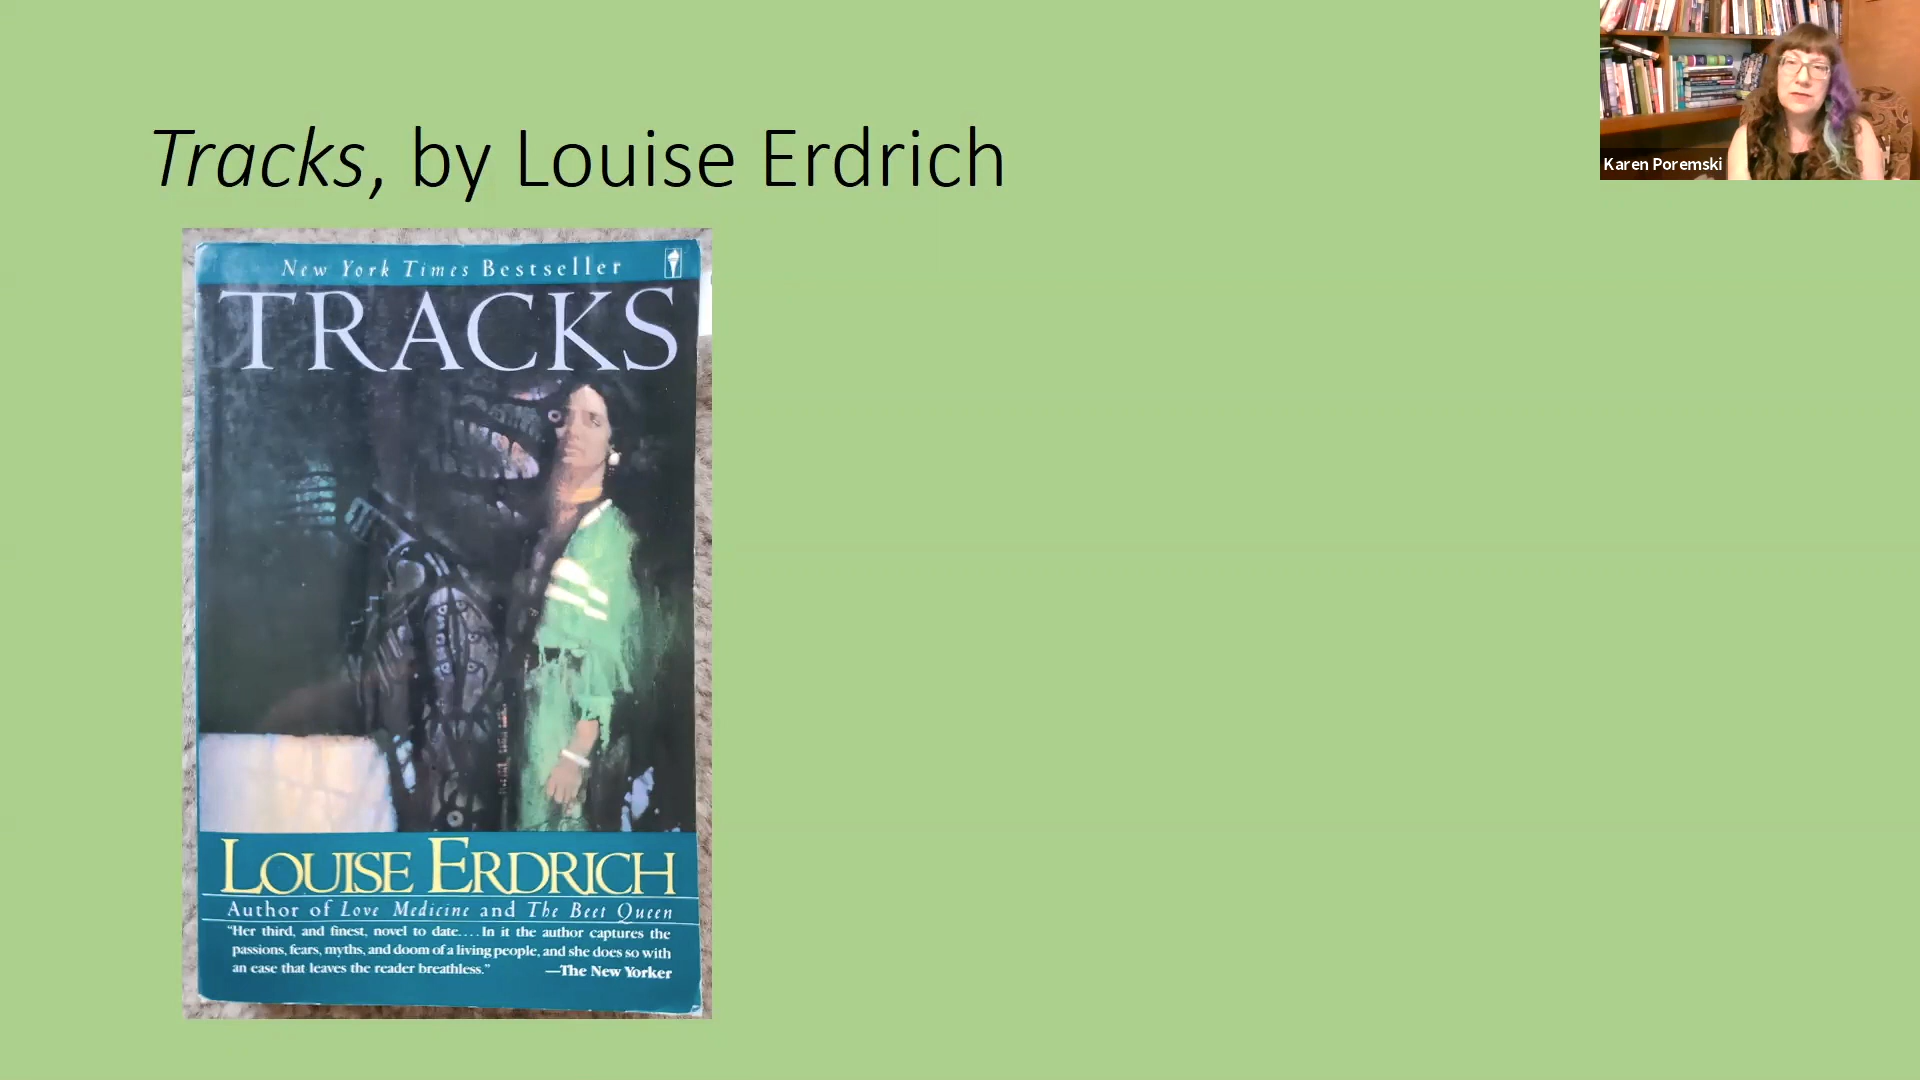 Tracks, by Louise Erdrich
Karen Poremski
New York Times Bestseller
TRACKS
LOUISE ERDRICH
Author of Love Medicine and The Beet Queen
“Her third, and finest, novel to date.... In it the author captures the
passions, fears, myths, and doom of a living people, and she does so with
an ease that leaves the reader breathless.” —The New Yorker